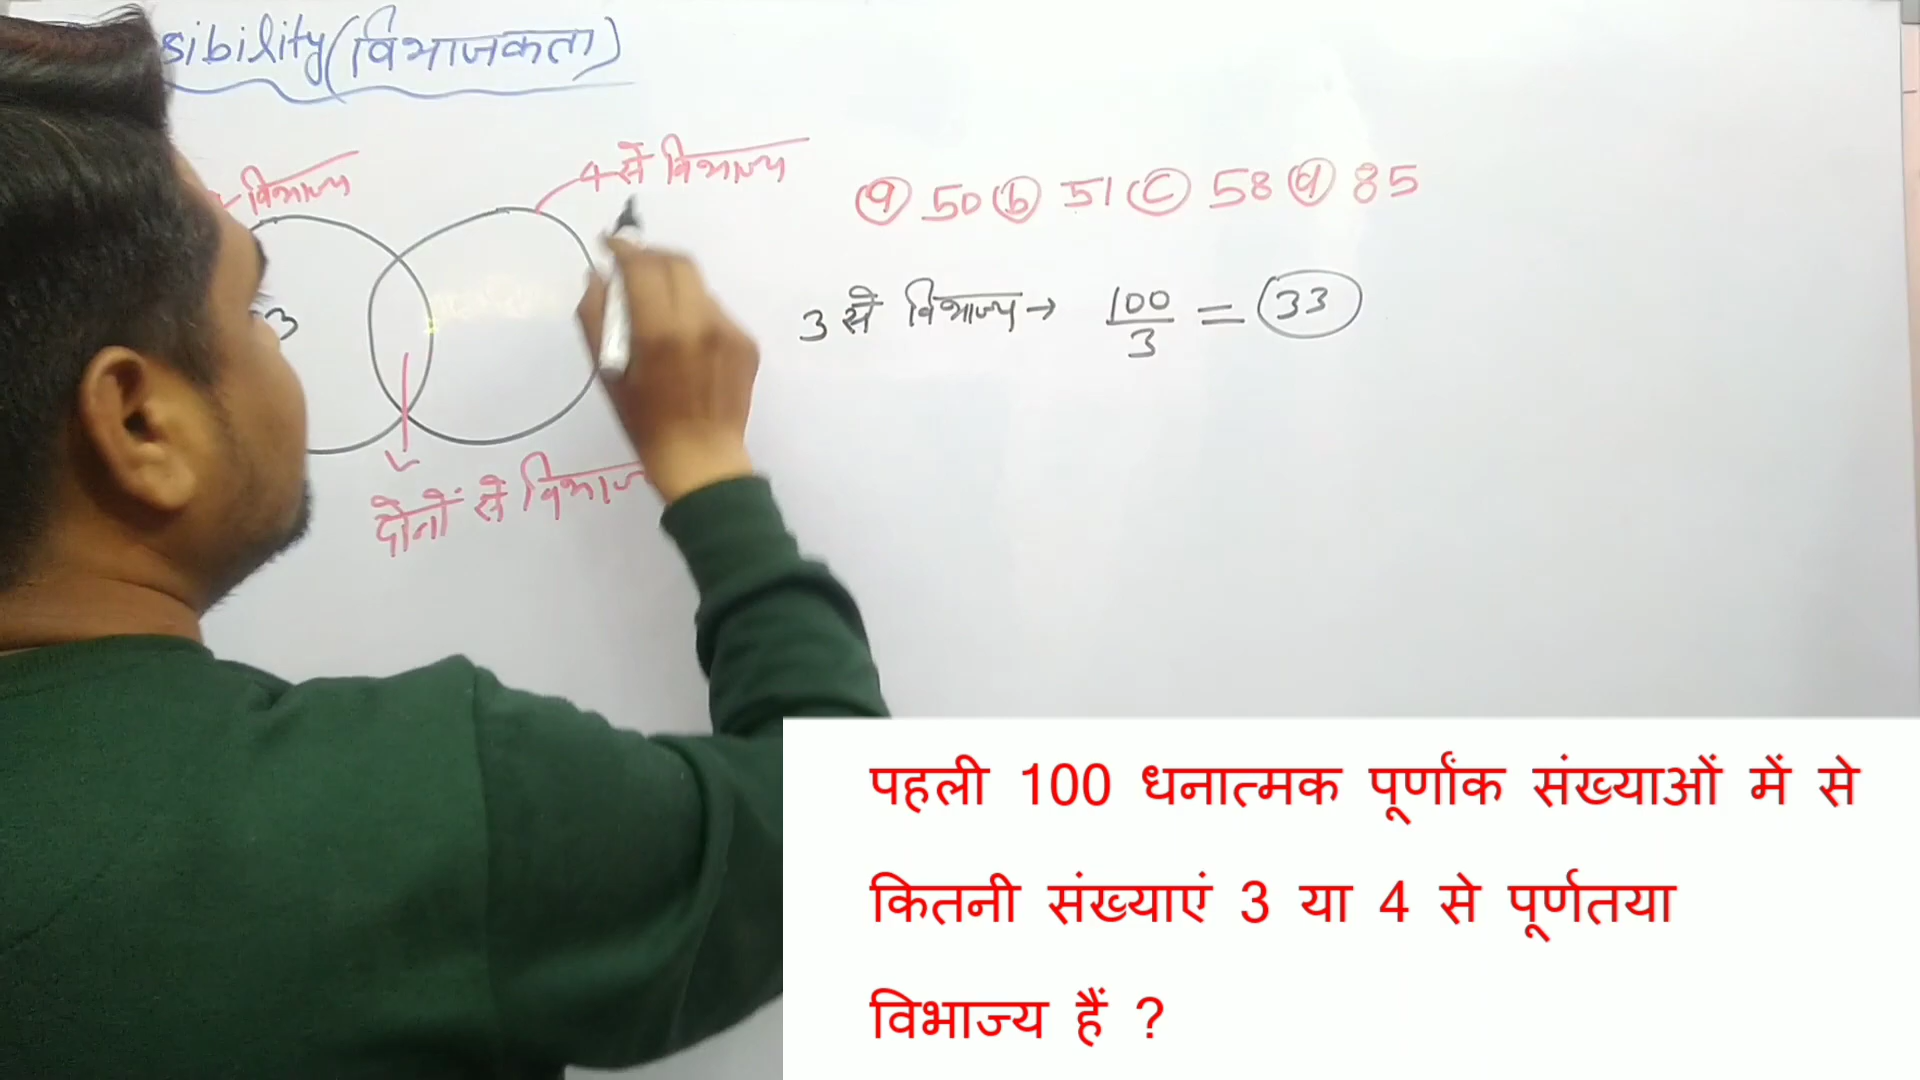 sibility (विभाजकता)
विभाज्य
4 से विभाज्य
3
दोनों से
(a) 50 (b) 51 (c) 58 (d) 85
3 से विभाज्य → 100/3 = 33
पहली 100 धनात्मक पूर्णांक संख्याओं में से
कितनी संख्याएं 3 या 4 से पूर्णतया
विभाज्य हैं ?